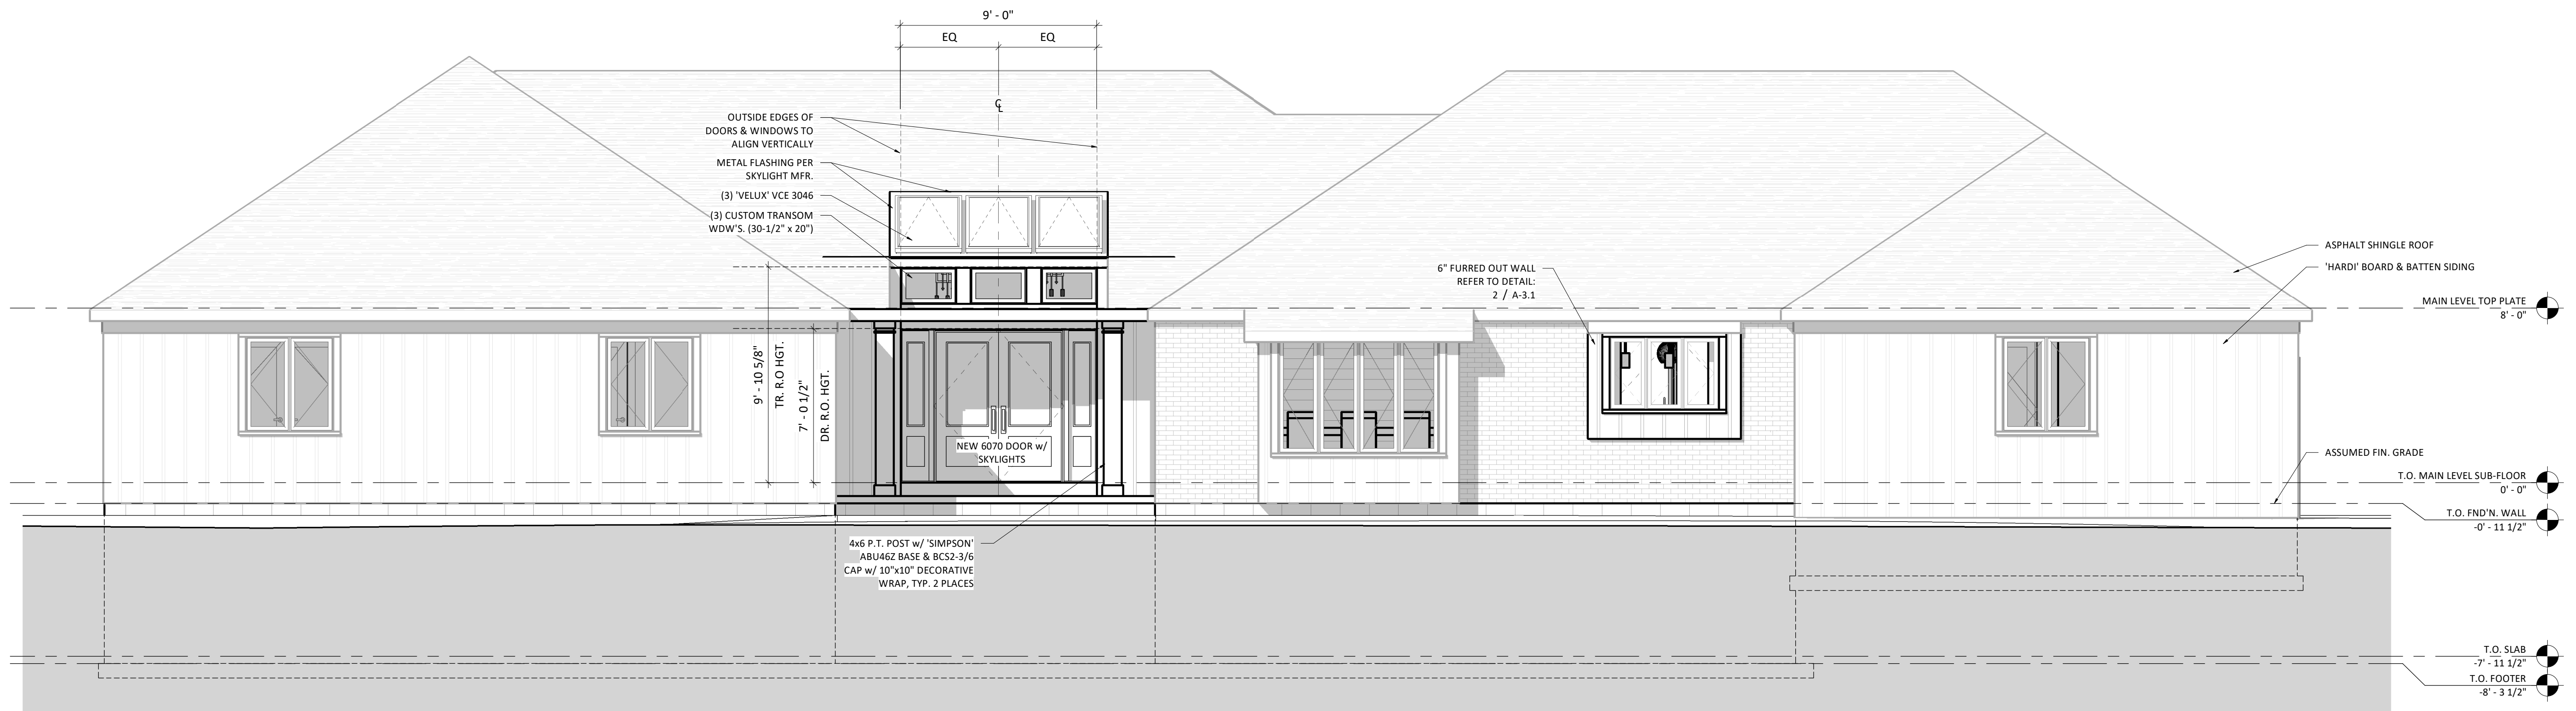 9' - 0"
EQ
EQ
CL
OUTSIDE EDGES OF
DOORS & WINDOWS TO
ALIGN VERTICALLY
METAL FLASHING PER
SKYLIGHT MFR.
(3) 'VELUX' VCE 3046
(3) CUSTOM TRANSOM
WDW'S. (30-1/2" x 20")
9' - 10 5/8"
TR. R.O HGT.
7' - 0 1/2"
DR. R.O. HGT.
NEW 6070 DOOR w/
SKYLIGHTS
4x6 P.T. POST w/ 'SIMPSON'
ABU46Z BASE & BCS2-3/6
CAP w/ 10"x10" DECORATIVE
WRAP, TYP. 2 PLACES
6" FURRED OUT WALL
REFER TO DETAIL:
2 / A-3.1
ASPHALT SHINGLE ROOF
'HARDI' BOARD & BATTEN SIDING
MAIN LEVEL TOP PLATE
8' - 0"
ASSUMED FIN. GRADE
T.O. MAIN LEVEL SUB-FLOOR
0' - 0"
T.O. FND'N. WALL
-0' - 11 1/2"
T.O. SLAB
-7' - 11 1/2"
T.O. FOOTER
-8' - 3 1/2"